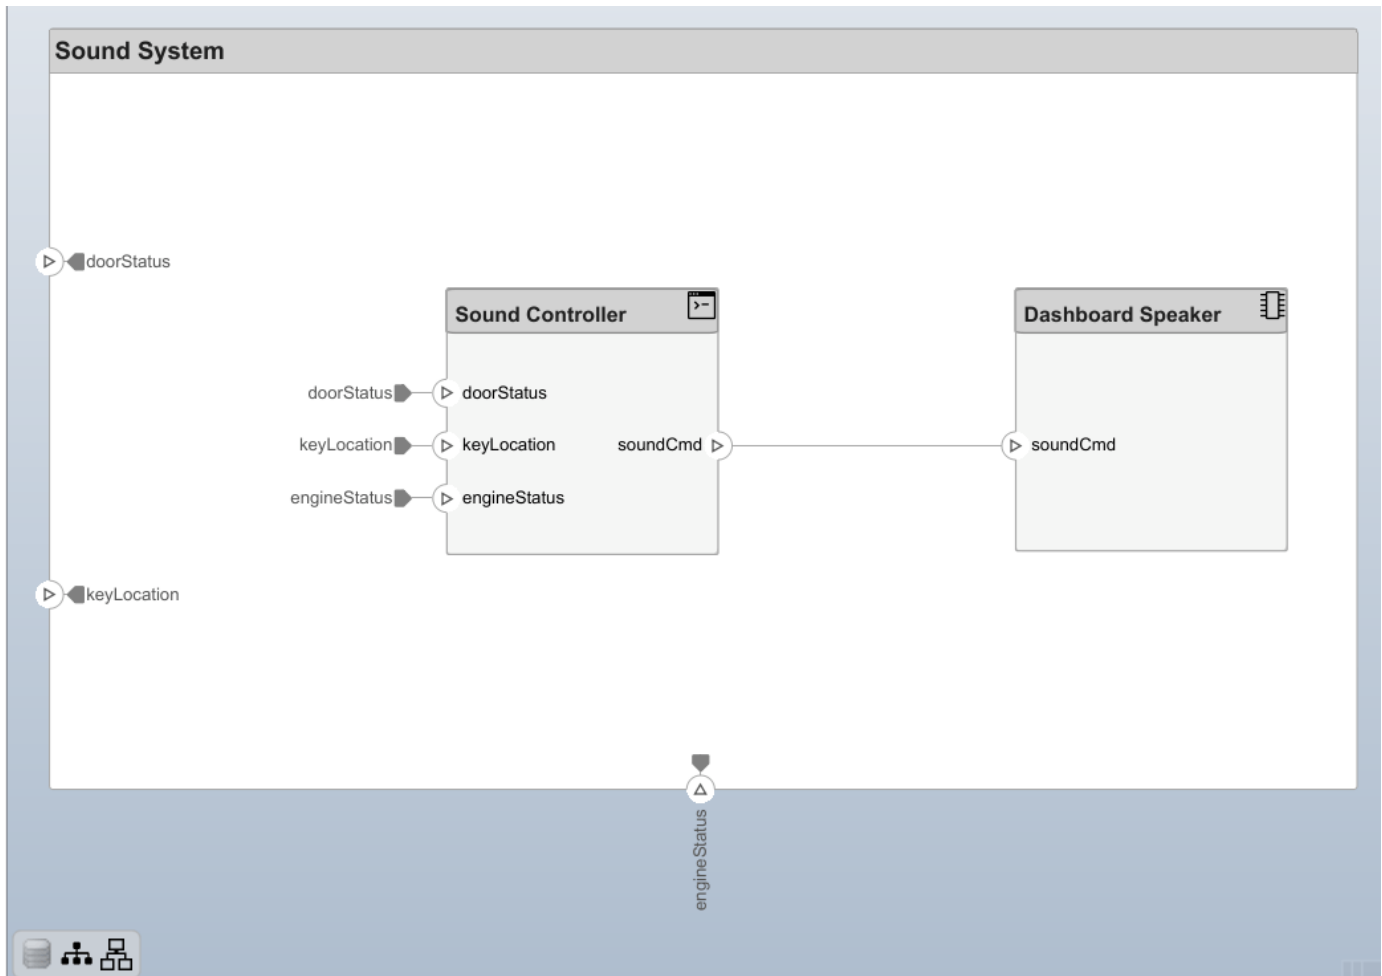 Sound System
doorStatus
Sound Controller
Dashboard Speaker
doorStatus
doorStatus
keyLocation
keyLocation
soundCmd
soundCmd
engineStatus
engineStatus
keyLocation
engineStatus